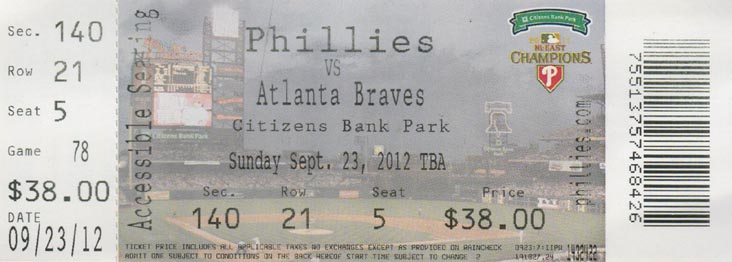 Sec. 140
Row 21
Seat 5
Game 78
$38.00
DATE
09/23/12
Accessible Seating
Phillies
VS
Atlanta Braves
Citizens Bank Park
Sunday Sept. 23, 2012 TBA
Sec. Row Seat Price
140 21 5 $38.00
TICKET PRICE INCLUDES ALL APPLICABLE TAXES NO EXCHANGES EXCEPT AS PROVIDED ON RAINCHECK
ADMIT ONE SUBJECT TO CONDITIONS ON THE BACK HEREOF START TIME SUBJECT TO CHANGE 2
Citizens Bank Park
NL EAST
CHAMPIONS
P
phillies.com
75513757468426